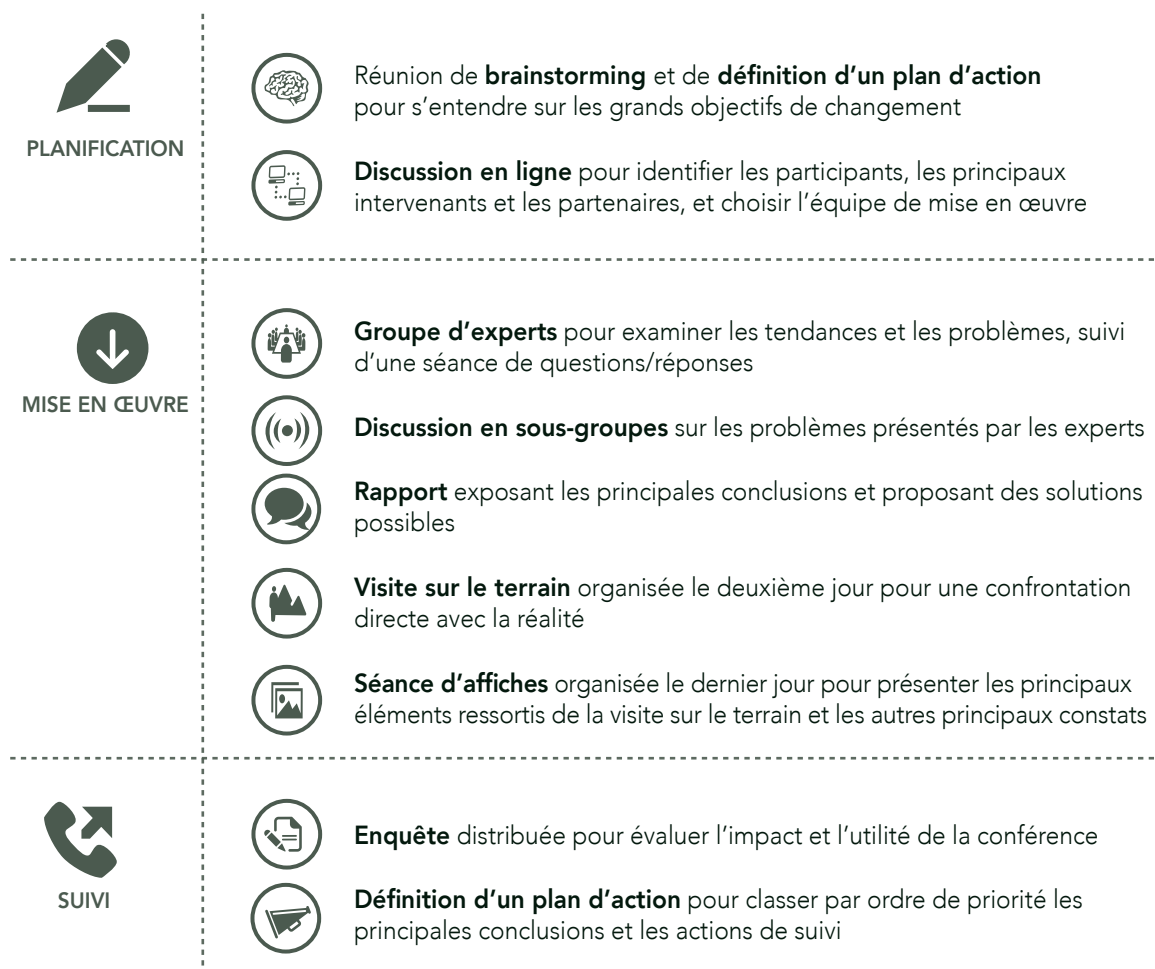 PLANIFICATION
Réunion de brainstorming et de définition d’un plan d’action
pour s’entendre sur les grands objectifs de changement
Discussion en ligne pour identifier les participants, les principaux
intervenants et les partenaires, et choisir l’équipe de mise en œuvre
MISE EN ŒUVRE
Groupe d’experts pour examiner les tendances et les problèmes, suivi
d’une séance de questions/réponses
Discussion en sous-groupes sur les problèmes présentés par les experts
Rapport exposant les principales conclusions et proposant des solutions
possibles
Visite sur le terrain organisée le deuxième jour pour une confrontation
directe avec la réalité
Séance d’affiches organisée le dernier jour pour présenter les principaux
éléments ressortis de la visite sur le terrain et les autres principaux constats
SUIVI
Enquête distribuée pour évaluer l’impact et l’utilité de la conférence
Définition d’un plan d’action pour classer par ordre de priorité les
principales conclusions et les actions de suivi